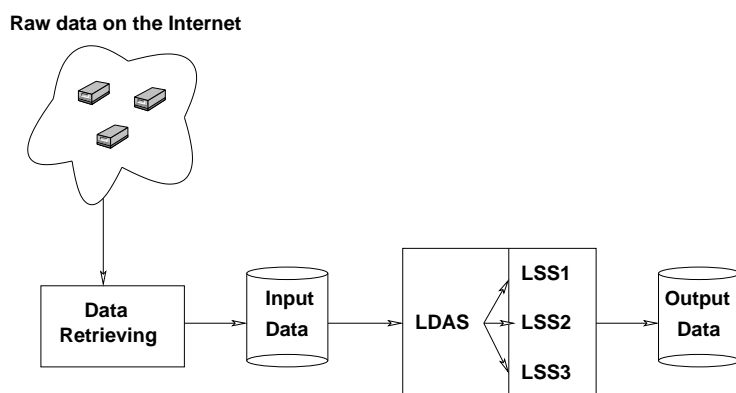 Raw data on the Internet
Data
Retrieving
Input
Data
LDAS
LSS1
LSS2
LSS3
Output
Data